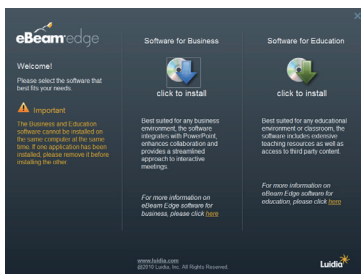 eBeam edge
Welcome!
Please select the software that
best fits your needs.
Important
The Business and Education
software cannot be installed on
the same computer at the same
time. If one application has been
installed, please remove it before
installing the other.
Software for Business
click to install
Best suited for any business
environment, the software
integrates with PowerPoint,
enhances collaboration and
provides a streamlined
approach to interactive
meetings.
For more information on
eBeam Edge software for
business, please click here
Software for Education
click to install
Best suited for any educational
environment or classroom, the
software includes extensive
teaching resources as well as
access to third party content.
For more information on
eBeam Edge software for
education, please click here
www.luidia.com
@2010 Luidia, Inc. All Rights Reserved.
Luidia